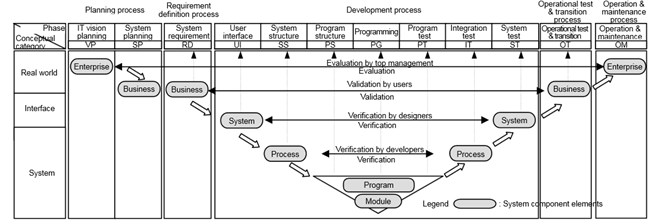 Planning process
Requirement
definition process
Development process
Operational test
& transition
process
Operation &
maintenance process
Phase
Conceptual
category
IT vision
planning
System
planning
System
requirement
User
interface
System
structure
Program
structure
Programming
Program
test
Integration
test
System
test
Operational test
& transition
Operation &
maintenance
VP
SP
RD
UI
SS
PS
PG
PT
IT
ST
OT
OM
Real world
Enterprise
Evaluation by top management
Evaluation
Enterprise
Business
Business
Validation by users
Validation
Business
Interface
System
Verification by designers
Verification
System
System
Process
Verification by developers
Verification
Process
Program
Module
Legend
: System component elements